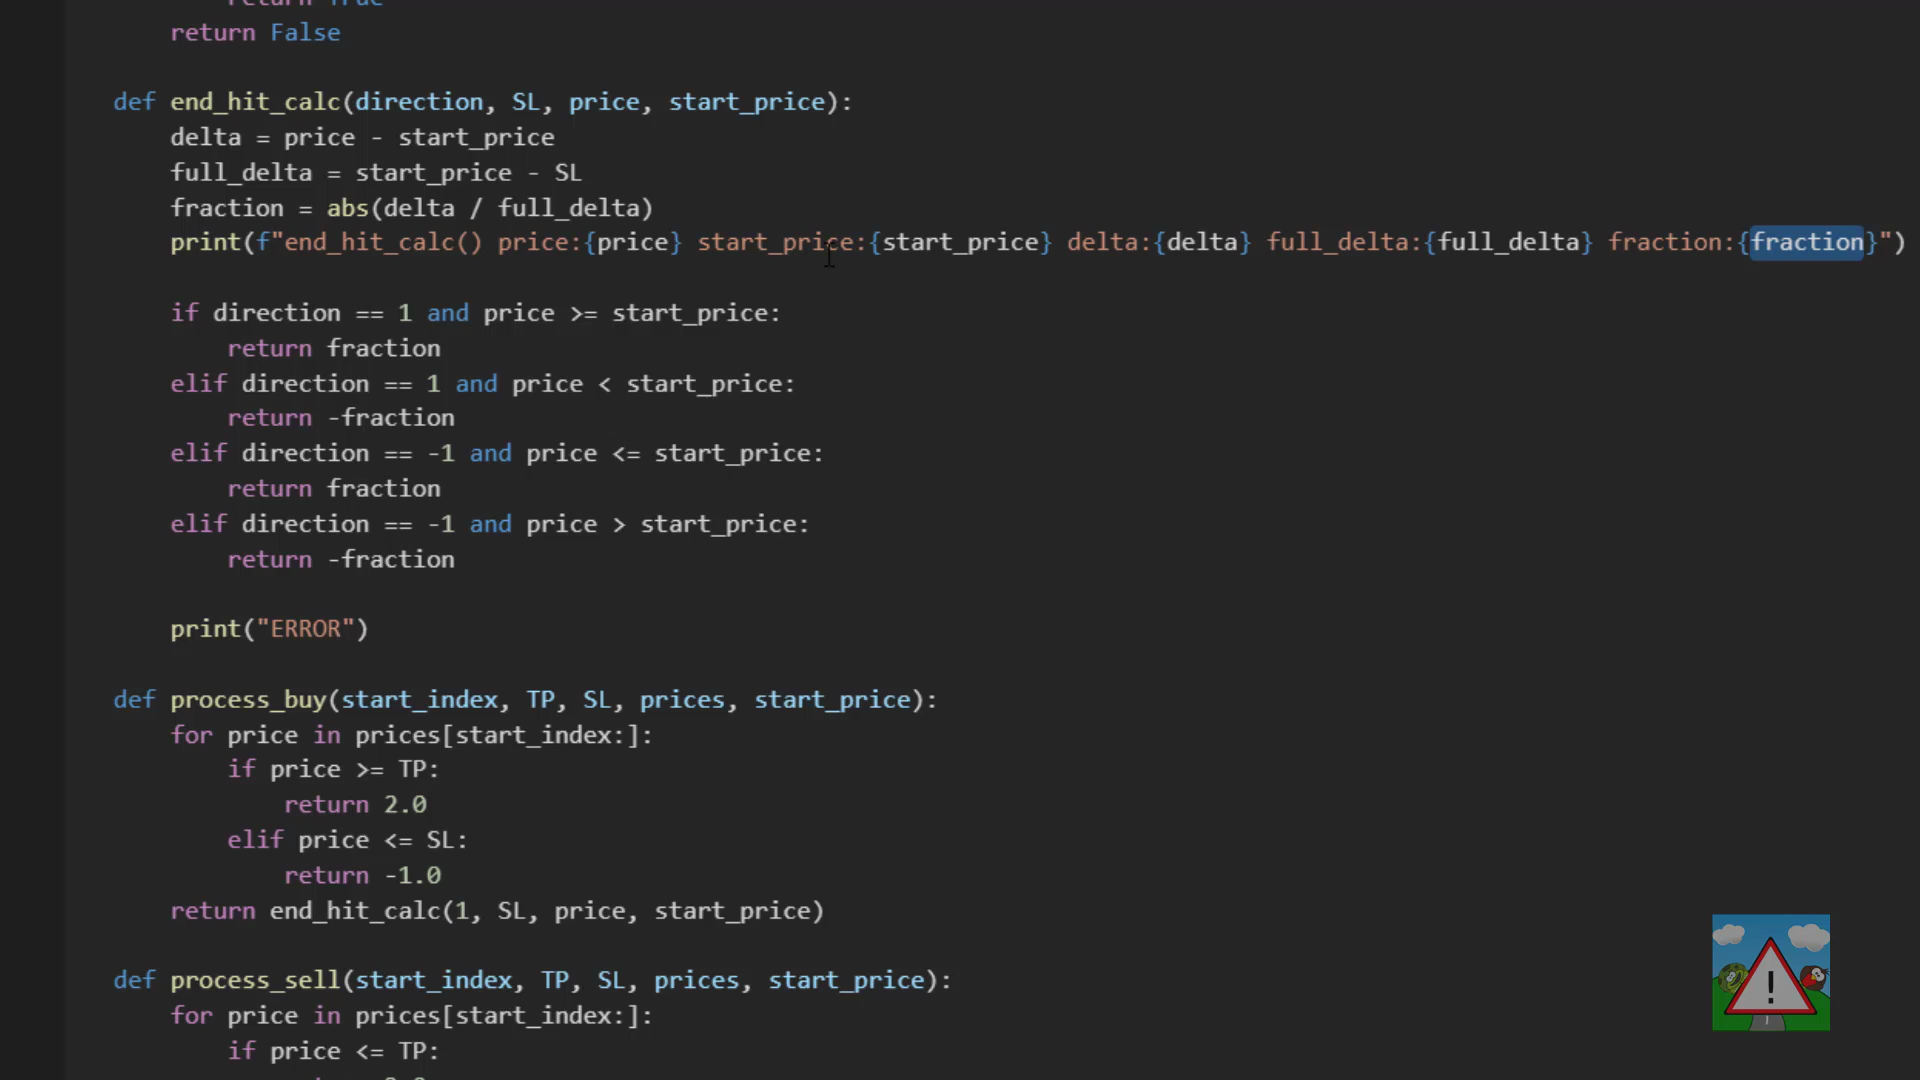 return True
return False
def end_hit_calc(direction, SL, price, start_price):
delta = price - start_price
full_delta = start_price - SL
fraction = abs(delta / full_delta)
print(f"end_hit_calc() price:{price} start_price:{start_price} delta:{delta} full_delta:{full_delta} fraction:{fraction}")
if direction == 1 and price >= start_price:
return fraction
elif direction == 1 and price < start_price:
return -fraction
elif direction == -1 and price <= start_price:
return fraction
elif direction == -1 and price > start_price:
return -fraction
print("ERROR")
def process_buy(start_index, TP, SL, prices, start_price):
for price in prices[start_index:]:
if price >= TP:
return 2.0
elif price <= SL:
return -1.0
return end_hit_calc(1, SL, price, start_price)
def process_sell(start_index, TP, SL, prices, start_price):
for price in prices[start_index:]:
if price <= TP: